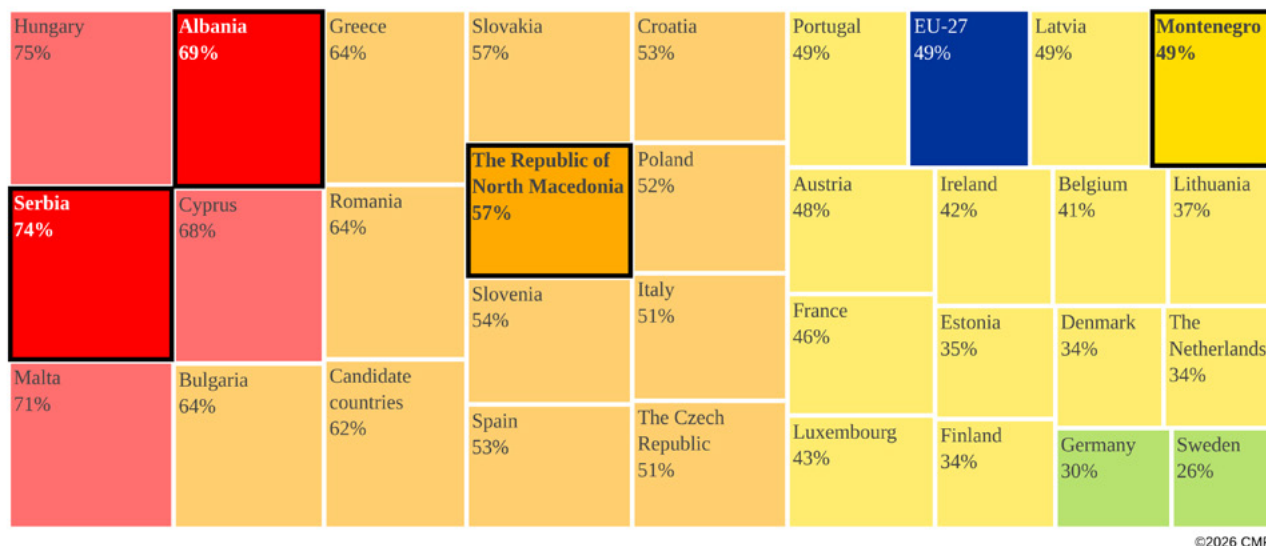 Hungary
75%
Serbia
74%
Malta
71%
Albania
69%
Cyprus
68%
Bulgaria
64%
Greece
64%
Romania
64%
Candidate
countries
62%
Slovakia
57%
The Republic of
North Macedonia
57%
Slovenia
54%
Spain
53%
Croatia
53%
Poland
52%
Italy
51%
The Czech
Republic
51%
Portugal
49%
EU-27
49%
Latvia
49%
Montenegro
49%
Austria
48%
France
46%
Luxembourg
43%
Ireland
42%
Belgium
41%
Lithuania
37%
Estonia
35%
Finland
34%
Denmark
34%
The
Netherlands
34%
Germany
30%
Sweden
26%
©2026